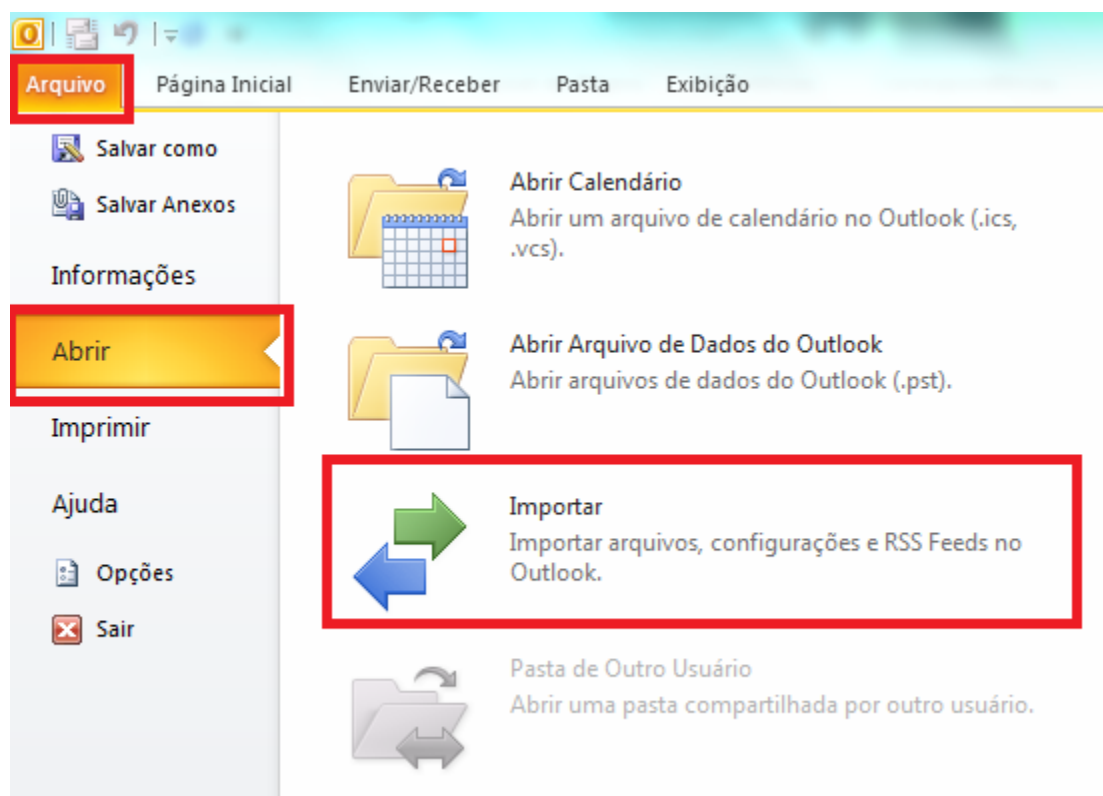 Arquivo Página Inicial Enviar/Receber Pasta Exibição
Salvar como
Salvar Anexos
Informações
Abrir
Imprimir
Ajuda
Opções
Sair
Abrir Calendário
Abrir um arquivo de calendário no Outlook (.ics,
.vcs).
Abrir Arquivo de Dados do Outlook
Abrir arquivos de dados do Outlook (.pst).
Importar
Importar arquivos, configurações e RSS Feeds no
Outlook.
Pasta de Outro Usuário
Abrir uma pasta compartilhada por outro usuário.